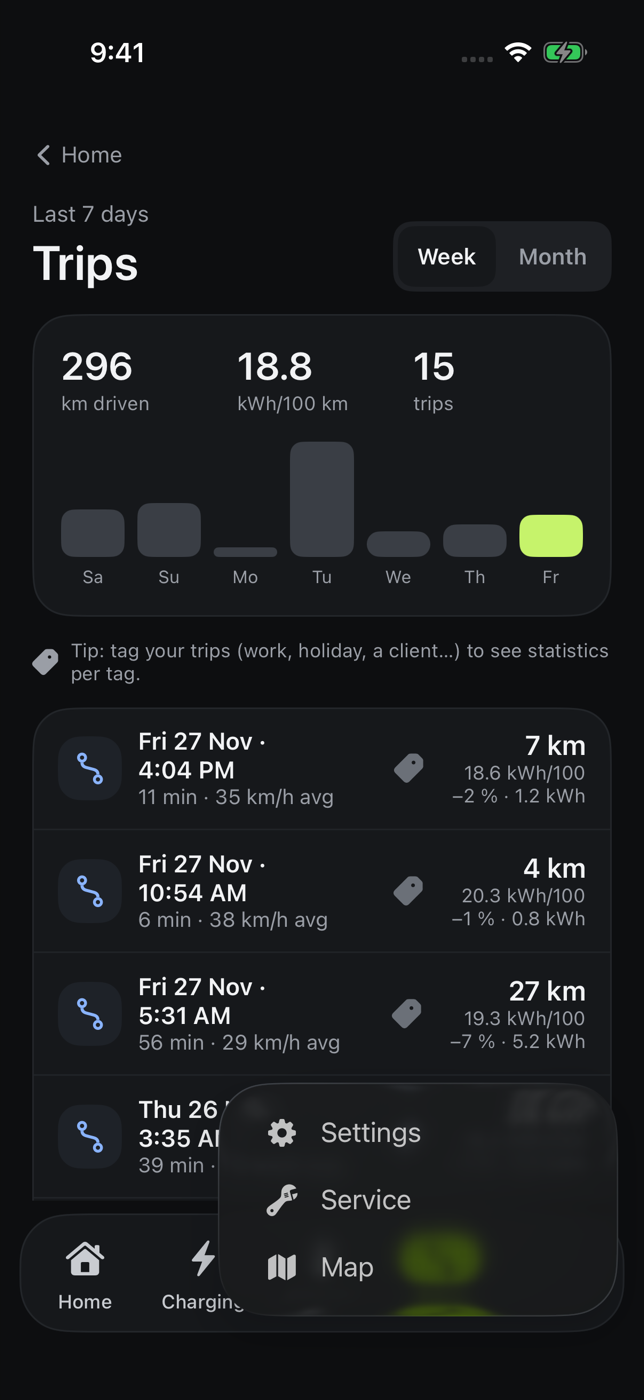 9:41
Home
Last 7 days
Trips
Week
Month
296
18.8
15
km driven
kWh/100 km
trips
Sa
Su
Mo
Tu
We
Th
Fr
Tip: tag your trips (work, holiday, a client…) to see statistics
per tag.
Fri 27 Nov ·
4:04 PM
11 min · 35 km/h avg
7 km
18.6 kWh/100
−2 % · 1.2 kWh
Fri 27 Nov ·
10:54 AM
6 min · 38 km/h avg
4 km
20.3 kWh/100
−1 % · 0.8 kWh
Fri 27 Nov ·
5:31 AM
56 min · 29 km/h avg
27 km
19.3 kWh/100
−7 % · 5.2 kWh
Thu 26
3:35
39 min ·
Settings
Service
Map
Home
Charging